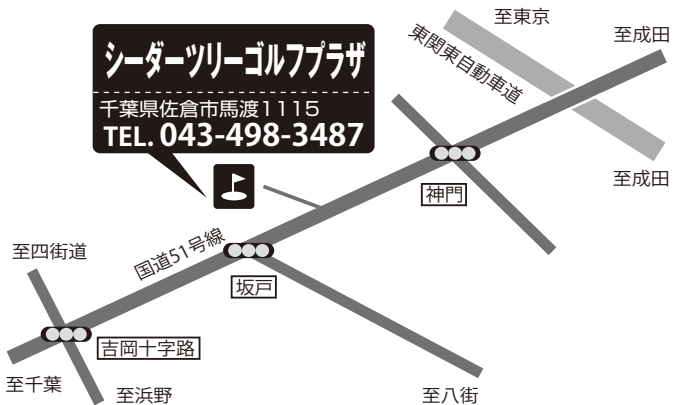 至東京
至成田
東関東自動車道
シーダーツリーゴルフプラザ
千葉県佐倉市馬渡1115
TEL. 043-498-3487
至成田
神門
国道51号線
至四街道
坂戸
吉岡十字路
至千葉
至浜野
至八街